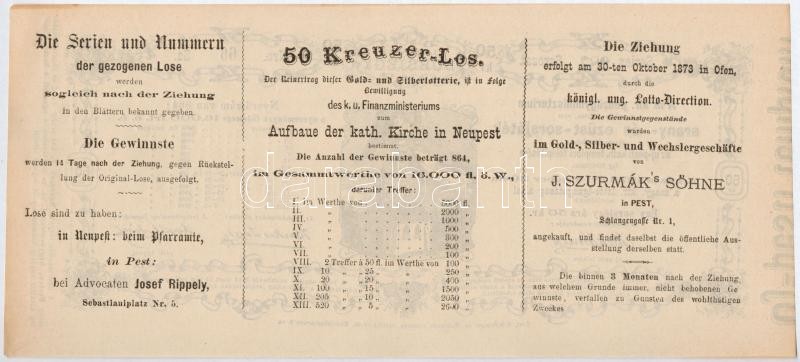 Die Serien und Nummern
der gezogenen Lose
werden
sogleich nach der Ziehung
in den Blättern bekannt gegeben.
Die Gewinnste
werden 14 Tage nach der Ziehung, gegen Rückstel-
lung der Original-Lose, ausgefolgt.
Lose sind zu haben:
in Neupest: beim Pfarramte,
in Pest:
bei Advocaten Josef Rippely,
Sebastianiplatz Nr. 5.
50 Kreuzer-Los.
Der Reinertrag dieser Gold- und Silberlotterie, ist in Folge
Bewilligung
des k. u. Finanzministeriums
zum
Aufbaue der kath. Kirche in Neupest
bestimmt.
Die Anzahl der Gewinnste beträgt 864,
im Gesammtwerthe von 16.000 fl. ö. W.,
darunter Treffer:
I. im Werthe von 5000 fl.
II. " " 2000 "
III. " " 1000 "
IV. " " 500 "
V. " " 300 "
VI. " " 200 "
VII. " " 100 "
VIII. 2 Treffer à 50 fl. im Werthe von 100
IX. 10 " " 25 " " 250
X. 20 " " 20 " " 400
XI. 100 " " 15 " " 1500
XII. 205 " " 10 " " 2050
XIII. 520 " " 5 " " 2600
Die Ziehung
erfolgt am 30-ten Oktober 1873 in Ofen,
durch die
königl. ung. Lotto-Direction.
Die Gewinnstgegenstände
wurden
im Gold-, Silber- und Wechslergeschäfte
von
J. SZURMÁK's SÖHNE
in PEST,
Schlangengasse Nr. 1,
angekauft, und findet daselbst die öffentliche Aus-
stellung derselben statt.
Die binnen 3 Monaten nach der Ziehung,
aus welchem Grunde immer, nicht behobenen Ge
winnste, verfallen zu Gunsten des wohlthätigen
Zweckes
Darabanth